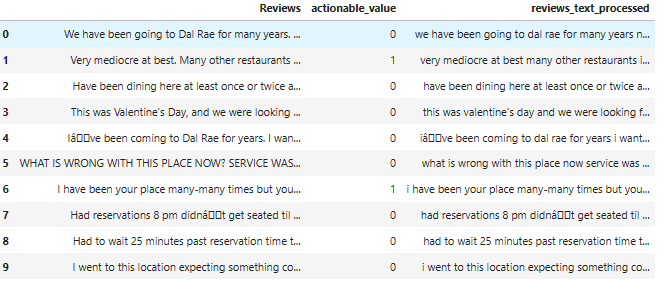 Reviews actionable_value reviews_text_processed
0 We have been going to Dal Rae for many years. ... 0 we have been going to dal rae for many years n...
1 Very mediocre at best. Many other restaurants ... 1 very mediocre at best many other restaurants i...
2 Have been dining here at least once or twice a... 0 have been dining here at least once or twice a...
3 This was Valentine's Day, and we were looking ... 0 this was valentine's day and we were looking f...
4 Iâ▯▯ve been coming to Dal Rae for years. I wan... 0 iâ▯▯ve been coming to dal rae for years i want...
5 WHAT IS WRONG WITH THIS PLACE NOW? SERVICE WAS... 0 what is wrong with this place now service was ...
6 I have been your place many-many times but you... 1 i have been your place many-many times but you...
7 Had reservations 8 pm didnâ▯▯t get seated til ... 0 had reservations 8 pm didnâ▯▯t get seated til ...
8 Had to wait 25 minutes past reservation time t... 0 had to wait 25 minutes past reservation time t...
9 I went to this location expecting something co... 0 i went to this location expecting something co...